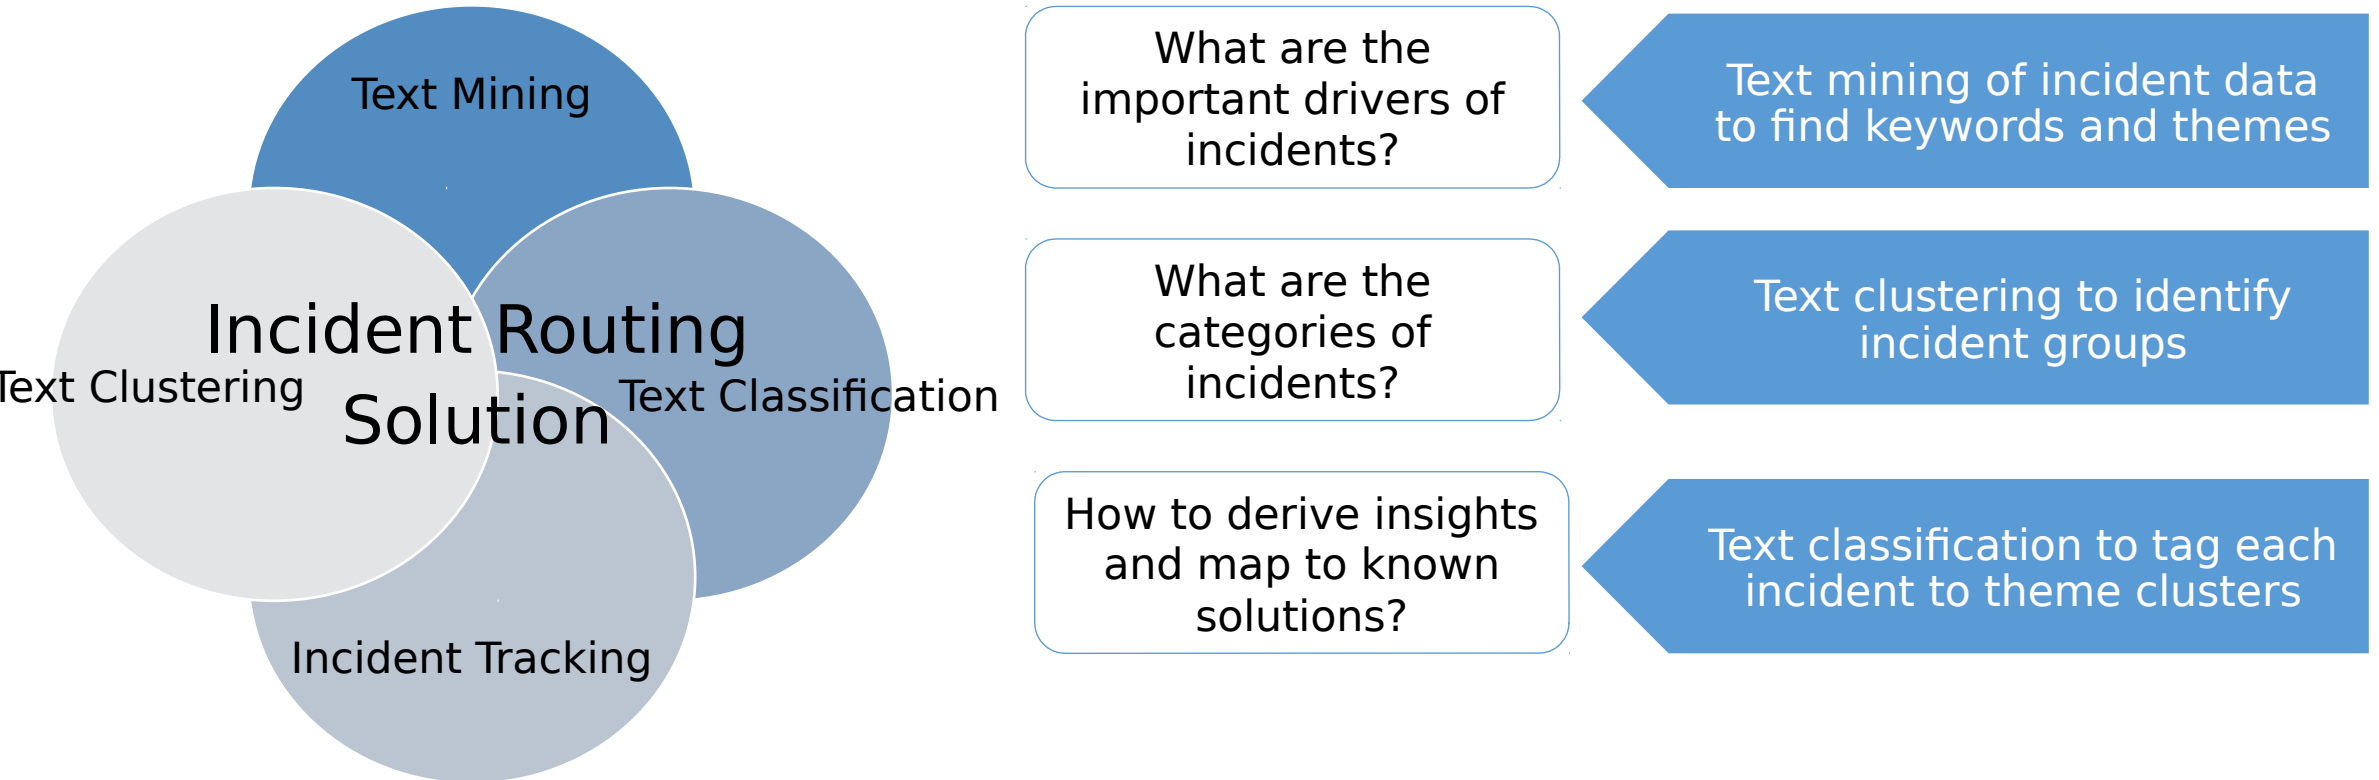 Text Mining
Incident Routing
Solution
Text Clustering
Text Classification
Incident Tracking
What are the
important drivers of
incidents?
Text mining of incident data
to find keywords and themes
What are the
categories of
incidents?
Text clustering to identify
incident groups
How to derive insights
and map to known
solutions?
Text classification to tag each
incident to theme clusters